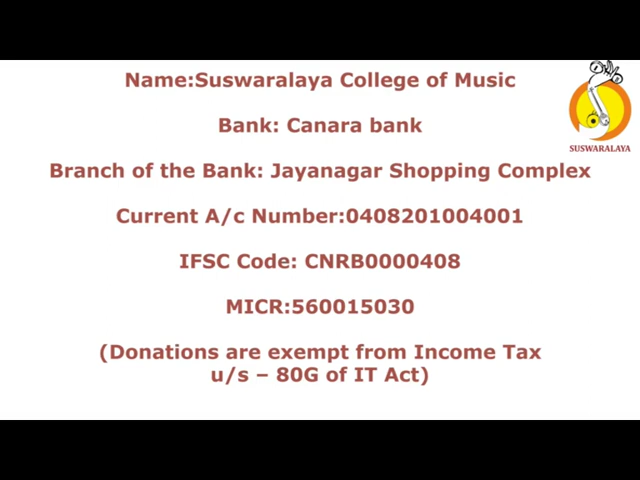 Name:Suswaralaya College of Music
SUSWARALAYA
Bank: Canara bank
Branch of the Bank: Jayanagar Shopping Complex
Current A/c Number:0408201004001
IFSC Code: CNRB0000408
MICR:560015030
(Donations are exempt from Income Tax
u/s – 80G of IT Act)